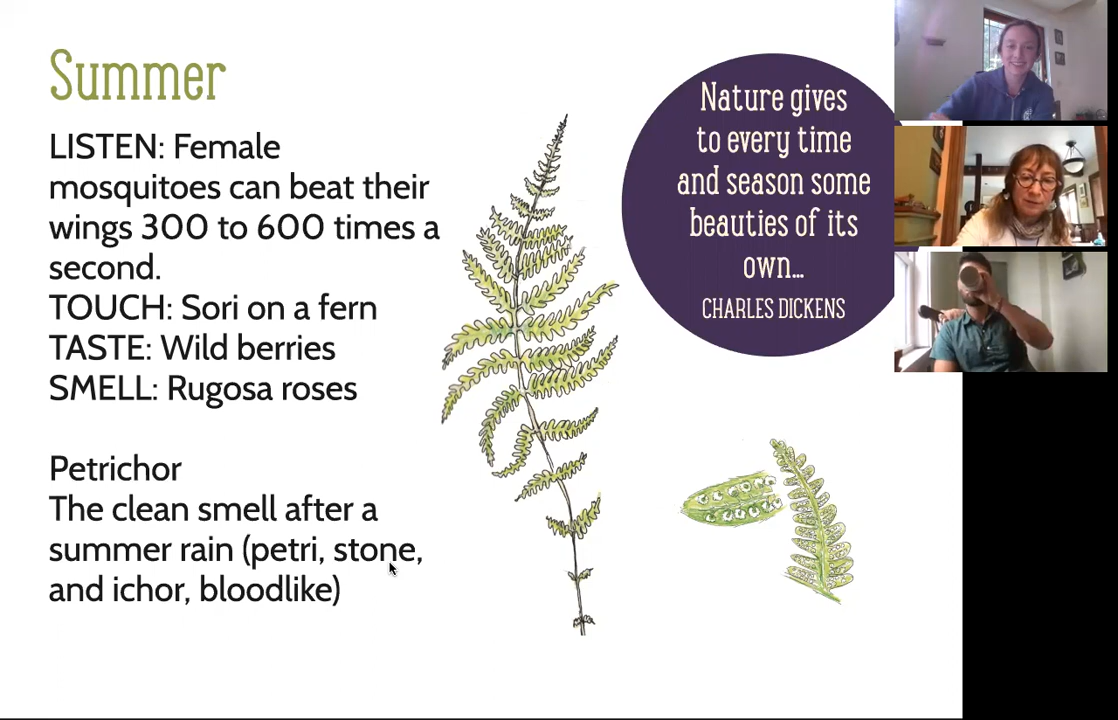 Summer
LISTEN: Female
mosquitoes can beat their
wings 300 to 600 times a
second.
TOUCH: Sori on a fern
TASTE: Wild berries
SMELL: Rugosa roses
Petrichor
The clean smell after a
summer rain (petri, stone,
and ichor, bloodlike)
Nature gives
to every time
and season some
beauties of its
own...
CHARLES DICKENS